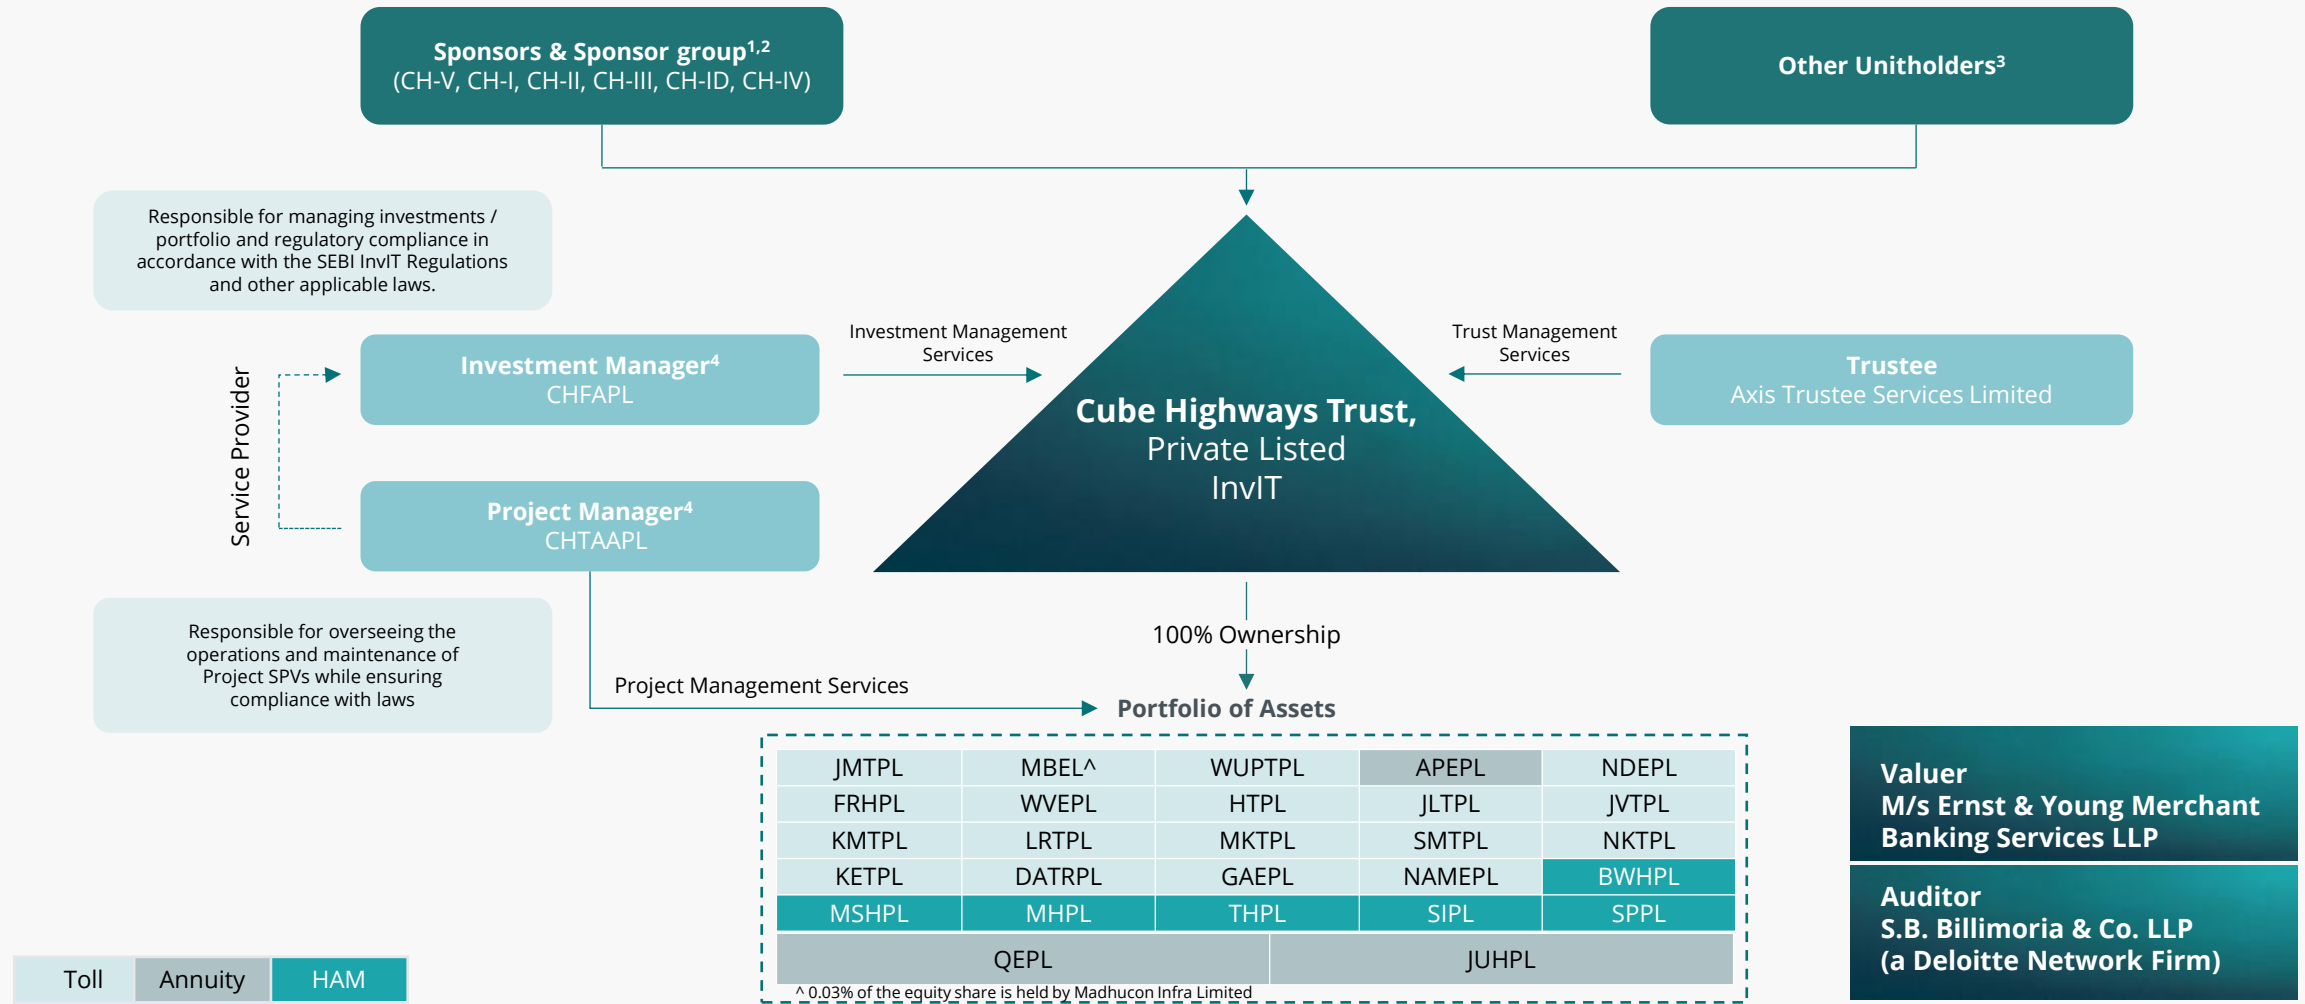 Sponsors & Sponsor group1,2
(CH-V, CH-I, CH-II, CH-III, CH-ID, CH-IV)
Other Unitholders3
Responsible for managing investments /
portfolio and regulatory compliance in
accordance with the SEBI InvIT Regulations
and other applicable laws.
Investment Manager4
CHFAPL
Investment Management
Services
Trust Management
Services
Trustee
Axis Trustee Services Limited
Service Provider
Cube Highways Trust,
Private Listed
InvIT
Project Manager4
CHTAAPL
Responsible for overseeing the
operations and maintenance of
Project SPVs while ensuring
compliance with laws
100% Ownership
Project Management Services
Portfolio of Assets
JMTPL MBEL^ WUPTPL APEPL NDEPL
FRHPL WVEPL HTPL JLTPL JVTPL
KMTPL LRTPL MKTPL SMTPL NKTPL
KETPL DATRPL GAEPL NAMEPL BWHPL
MSHPL MHPL THPL SIPL SPPL
QEPL JUHPL
^ 0.03% of the equity share is held by Madhucon Infra Limited
Toll Annuity HAM
Valuer
M/s Ernst & Young Merchant
Banking Services LLP
Auditor
S.B. Billimoria & Co. LLP
(a Deloitte Network Firm)